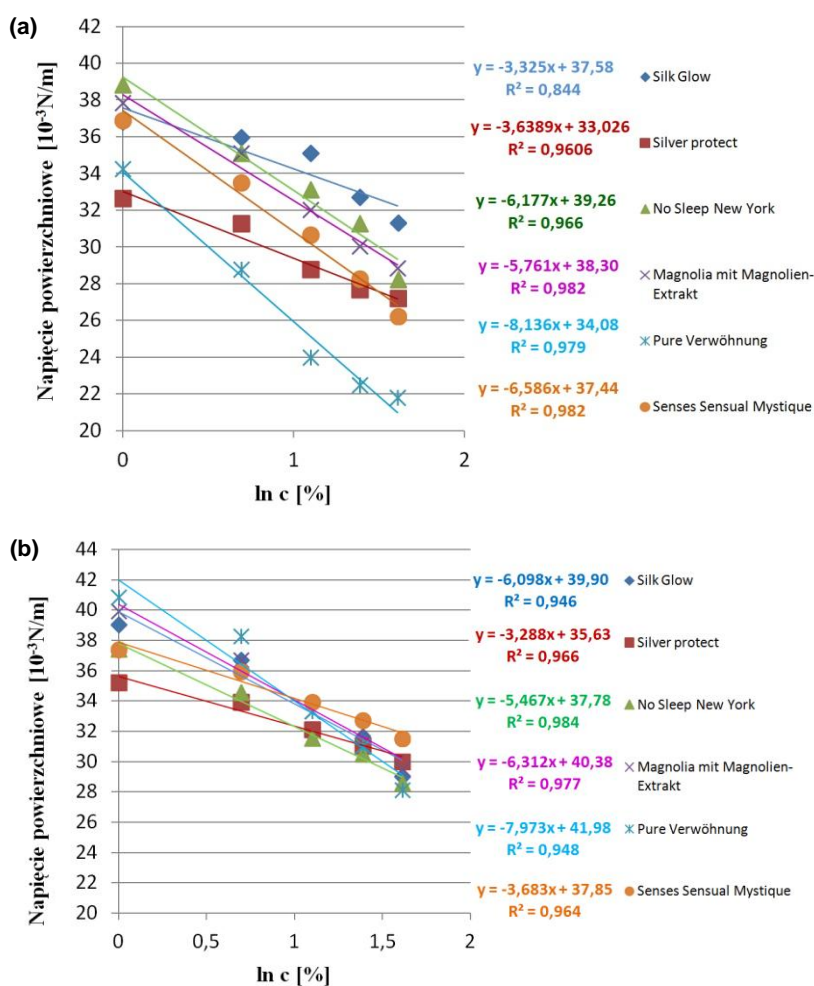 (a)
Napięcie powierzchniowe [10⁻³N/m]
42
40
38
36
34
32
30
28
26
24
22
20
0
1
2
ln c [%]
y = -3,325x + 37,58
R² = 0,844
Silk Glow
y = -3,6389x + 33,026
R² = 0,9606
Silver protect
y = -6,177x + 39,26
R² = 0,966
No Sleep New York
y = -5,761x + 38,30
R² = 0,982
Magnolia mit Magnolien-
Extrakt
y = -8,136x + 34,08
R² = 0,979
Pure Verwöhnung
y = -6,586x + 37,44
R² = 0,982
Senses Sensual Mystique
(b)
Napięcie powierzchniowe [10⁻³N/m]
44
42
40
38
36
34
32
30
28
26
24
22
20
0
0,5
1
1,5
2
ln c [%]
y = -6,098x + 39,90
R² = 0,946
Silk Glow
y = -3,288x + 35,63
R² = 0,966
Silver protect
y = -5,467x + 37,78
R² = 0,984
No Sleep New York
y = -6,312x + 40,38
R² = 0,977
Magnolia mit Magnolien-
Extrakt
y = -7,973x + 41,98
R² = 0,948
Pure Verwöhnung
y = -3,683x + 37,85
R² = 0,964
Senses Sensual Mystique